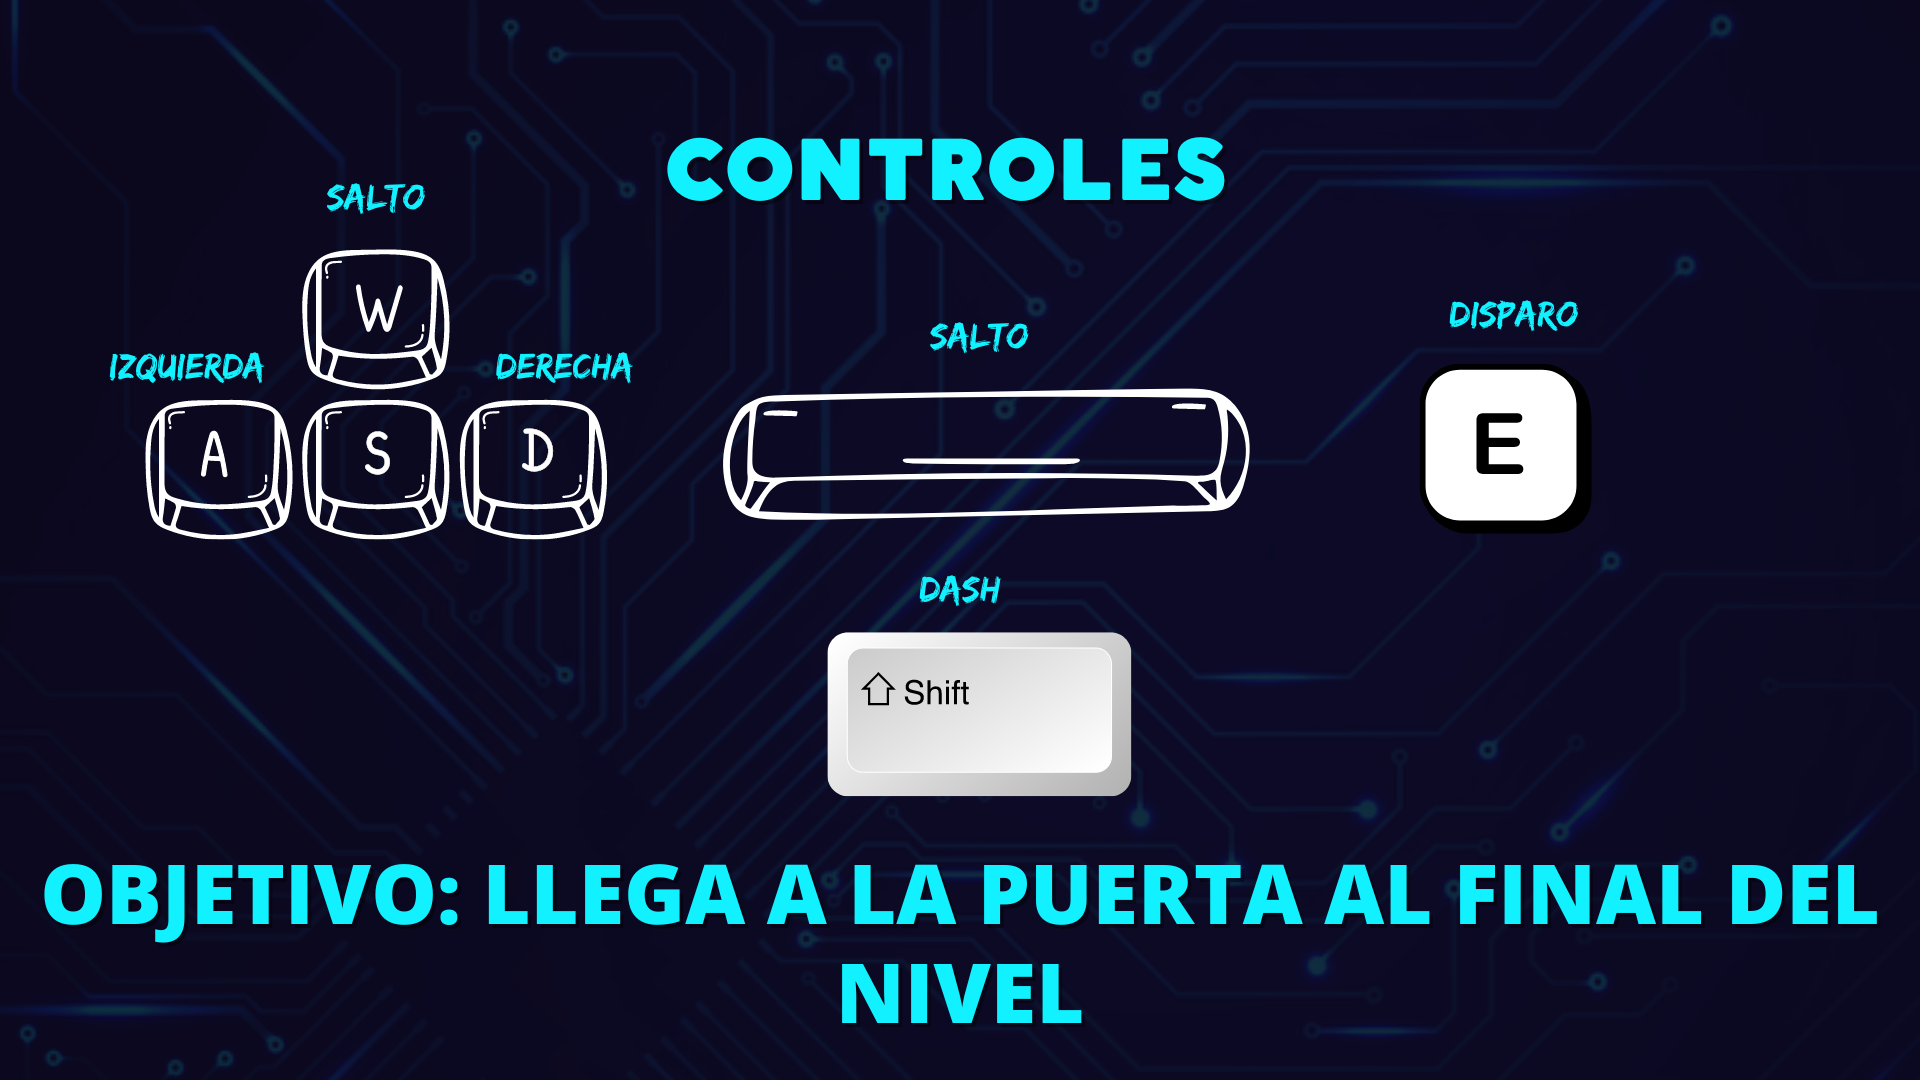 CONTROLES
SALTO
W
IZQUIERDA
DERECHA
A
S
D
SALTO
DISPARO
E
DASH
Shift
OBJETIVO: LLEGA A LA PUERTA AL FINAL DEL
NIVEL